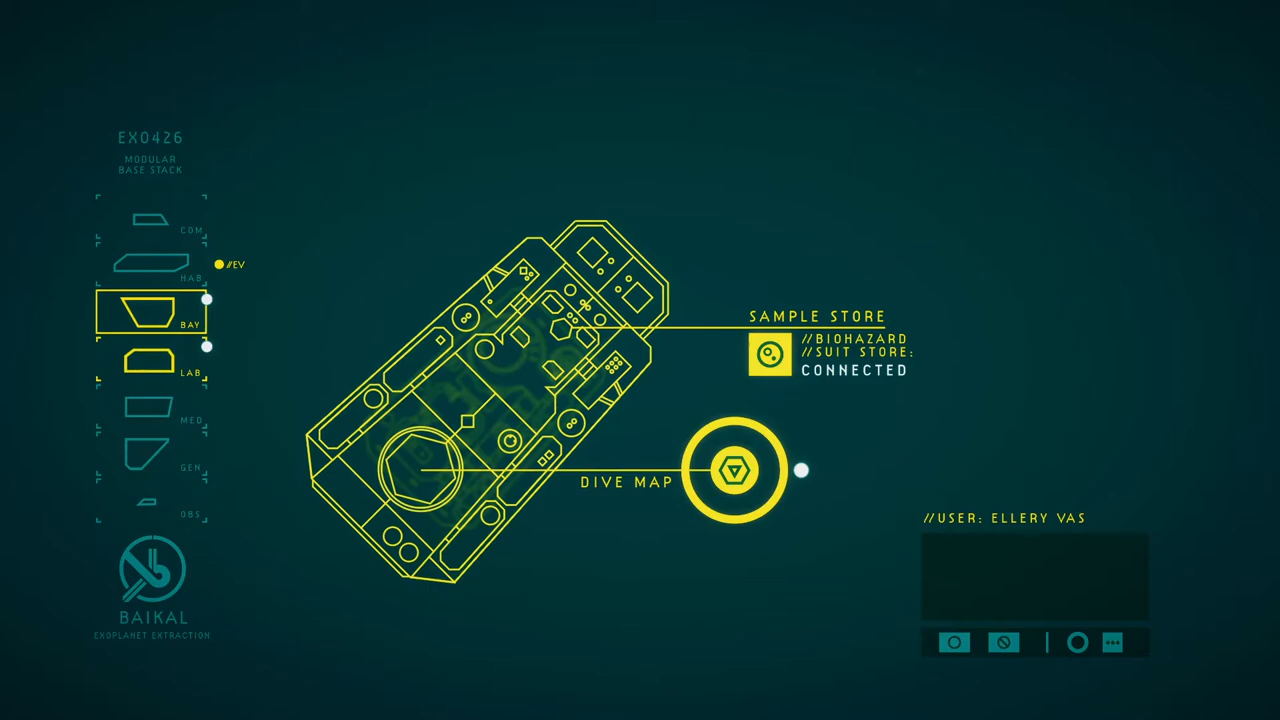 EXO426
MODULAR
BASE STACK
COM
HAB
//EV
BAY
LAB
MED
GEN
OBS
BAIKAL
EXOPLANET EXTRACTION
SAMPLE STORE
//BIOHAZARD
//SUIT STORE:
CONNECTED
DIVE MAP
//USER: ELLERY VAS